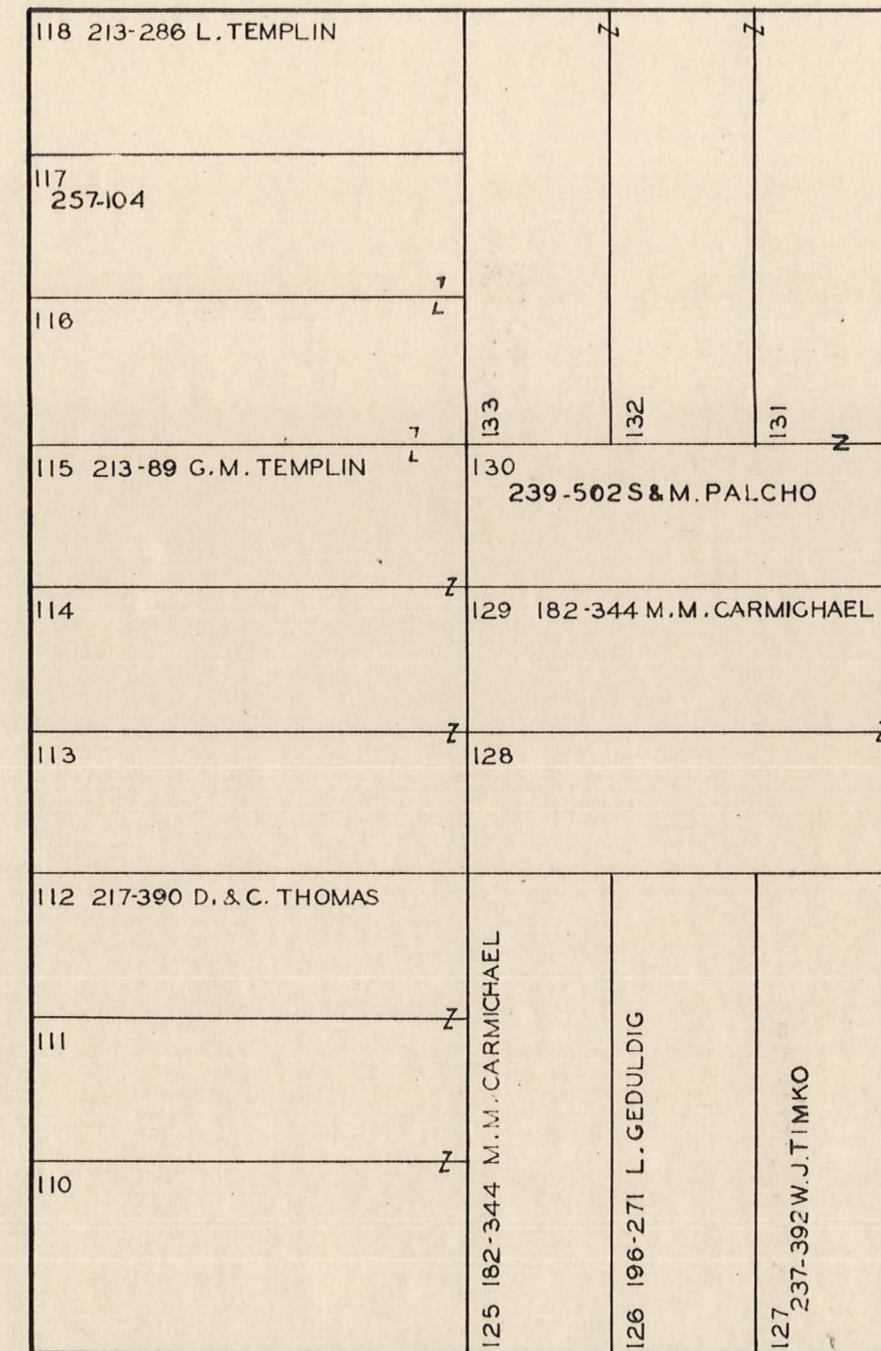 118 213-286 L. TEMPLIN
117
257-104
116
115 213-89 G.M. TEMPLIN
114
113
112 217-390 D. & C. THOMAS
111
110
133
132
131
130
239-502 S & M. PALCHO
129 182-344 M.M. CARMICHAEL
128
125 182-344 M.M. CARMICHAEL
126 196-271 L. GEDULDIG
127
237-392 W.J. TIMKO